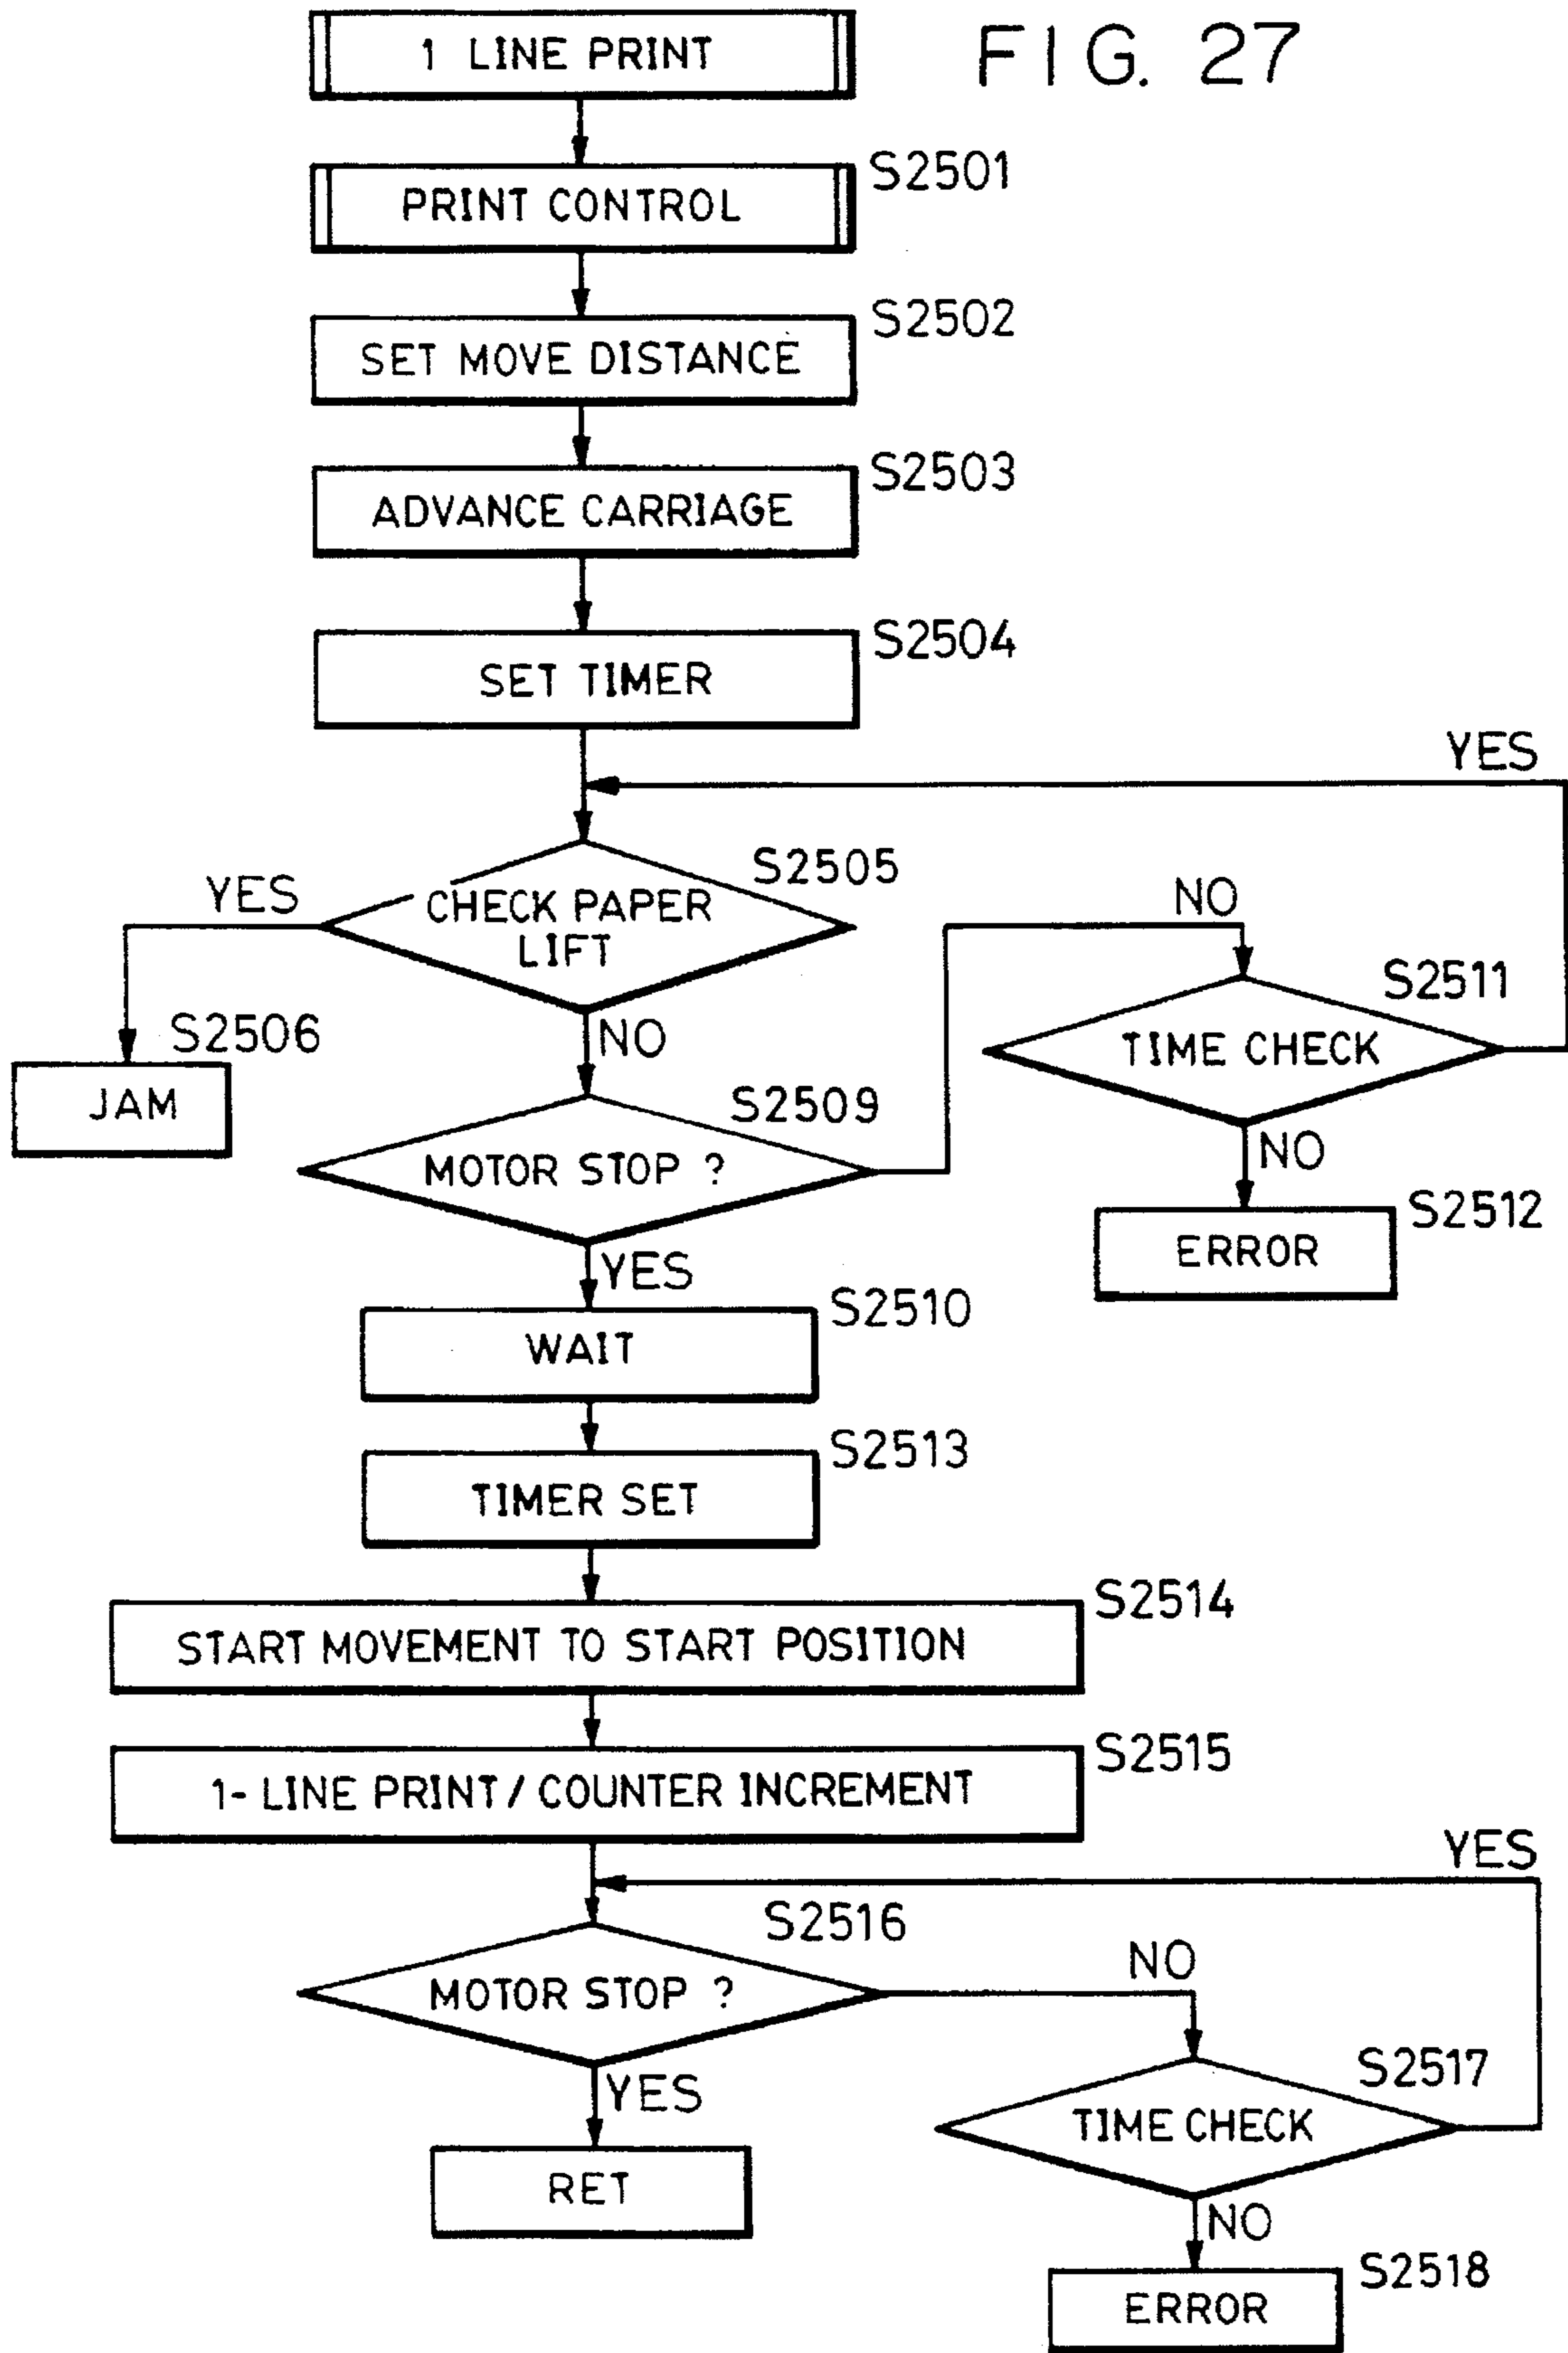 FIG. 27
1 LINE PRINT
S2501
PRINT CONTROL
S2502
SET MOVE DISTANCE
S2503
ADVANCE CARRIAGE
S2504
SET TIMER
YES
S2505
YES
CHECK PAPER
LIFT
NO
S2511
TIME CHECK
S2506
JAM
NO
S2509
MOTOR STOP ?
NO
S2512
ERROR
YES
S2510
WAIT
S2513
TIMER SET
S2514
START MOVEMENT TO START POSITION
S2515
1- LINE PRINT / COUNTER INCREMENT
YES
S2516
MOTOR STOP ?
NO
S2517
TIME CHECK
YES
RET
NO
S2518
ERROR